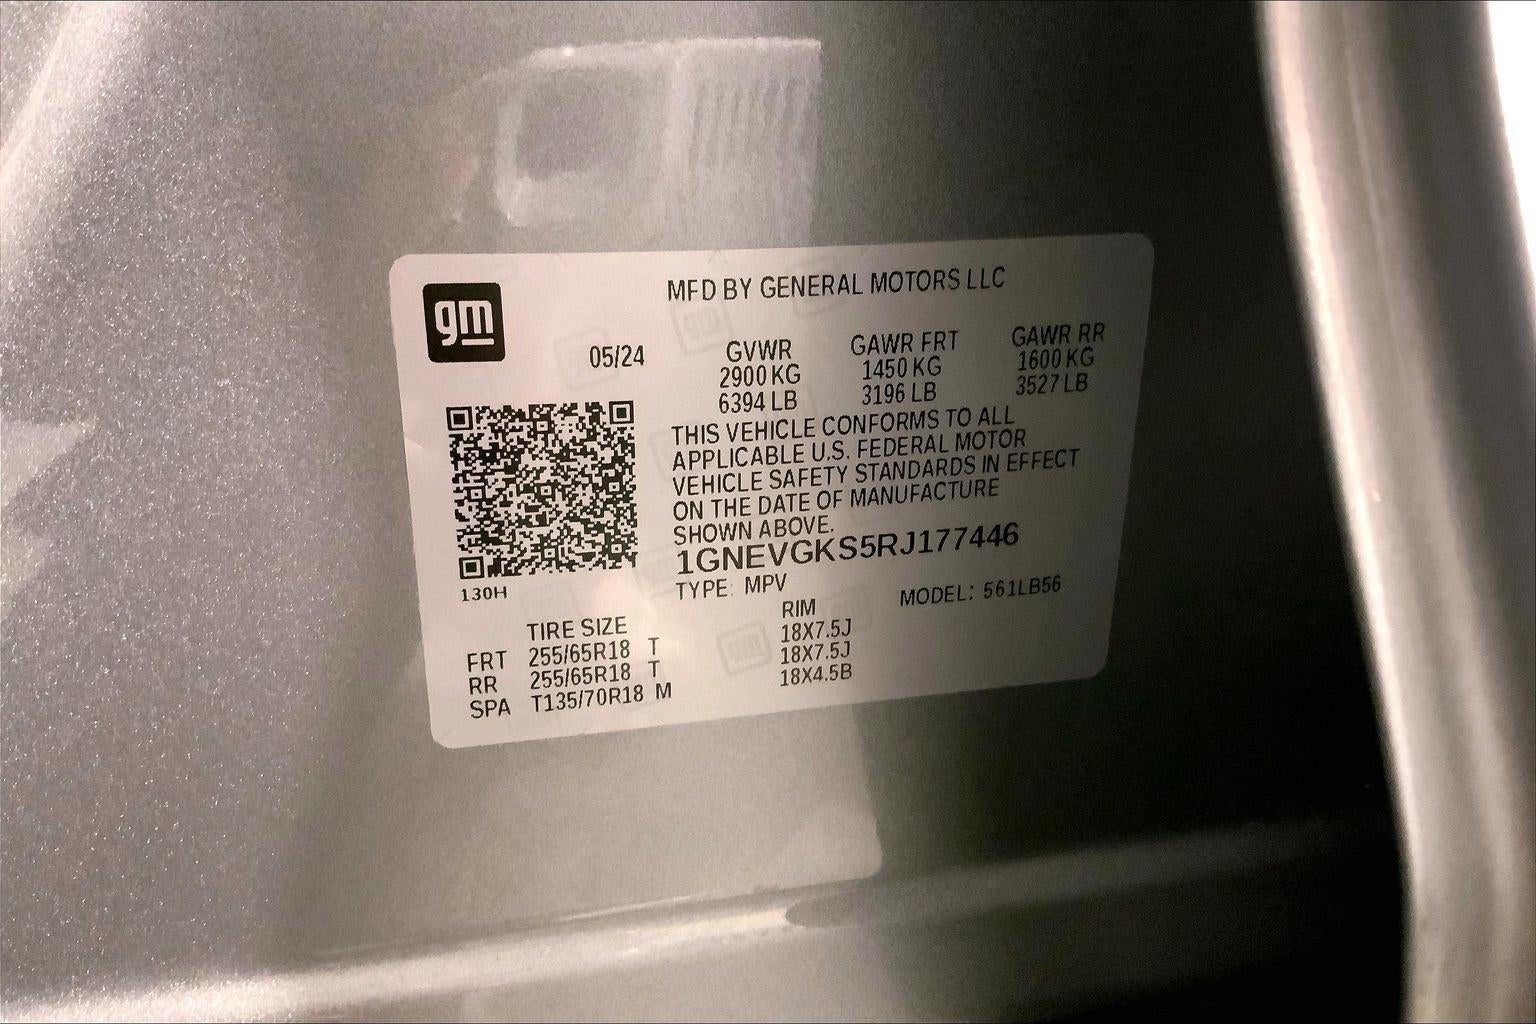 gm
MFD BY GENERAL MOTORS LLC
05/24
GVWR GAWR FRT GAWR RR
2900 KG 1450 KG 1600 KG
6394 LB 3196 LB 3527 LB
THIS VEHICLE CONFORMS TO ALL
APPLICABLE U.S. FEDERAL MOTOR
VEHICLE SAFETY STANDARDS IN EFFECT
ON THE DATE OF MANUFACTURE
SHOWN ABOVE.
1GNEVGKS5RJ177446
130H
TYPE: MPV MODEL: 561LB56
TIRE SIZE RIM
FRT 255/65R18 T 18X7.5J
RR 255/65R18 T 18X7.5J
SPA T135/70R18 M 18X4.5B